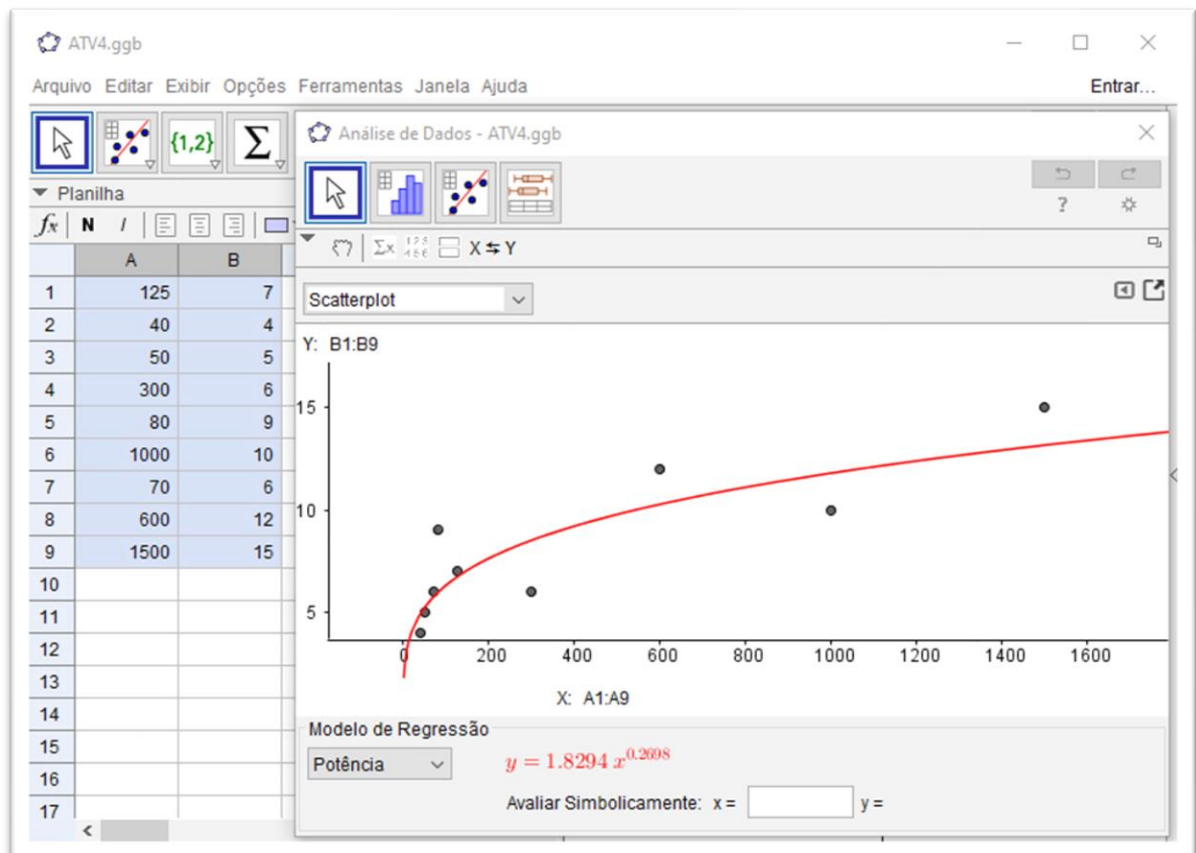 ATV4.ggb
Arquivo Editar Exibir Opções Ferramentas Janela Ajuda
Entrar...
{1,2} Σ
Análise de Dados - ATV4.ggb
Planilha
fx N I
?
Σx 123 456 X ⇆ Y
A B
1 125 7
2 40 4
3 50 5
4 300 6
5 80 9
6 1000 10
7 70 6
8 600 12
9 1500 15
10
11
12
13
14
15
16
17
Scatterplot
Y: B1:B9
15
10
5
0 200 400 600 800 1000 1200 1400 1600
X: A1:A9
Modelo de Regressão
Potência
y = 1.8294 x^0.2698
Avaliar Simbolicamente: x = y =